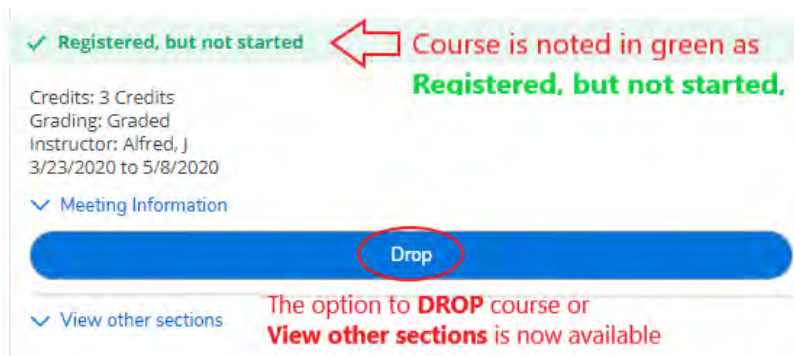 ✓ Registered, but not started
Course is noted in green as
Registered, but not started,
Credits: 3 Credits
Grading: Graded
Instructor: Alfred, J
3/23/2020 to 5/8/2020
Meeting Information
Drop
View other sections
The option to DROP course or
View other sections is now available